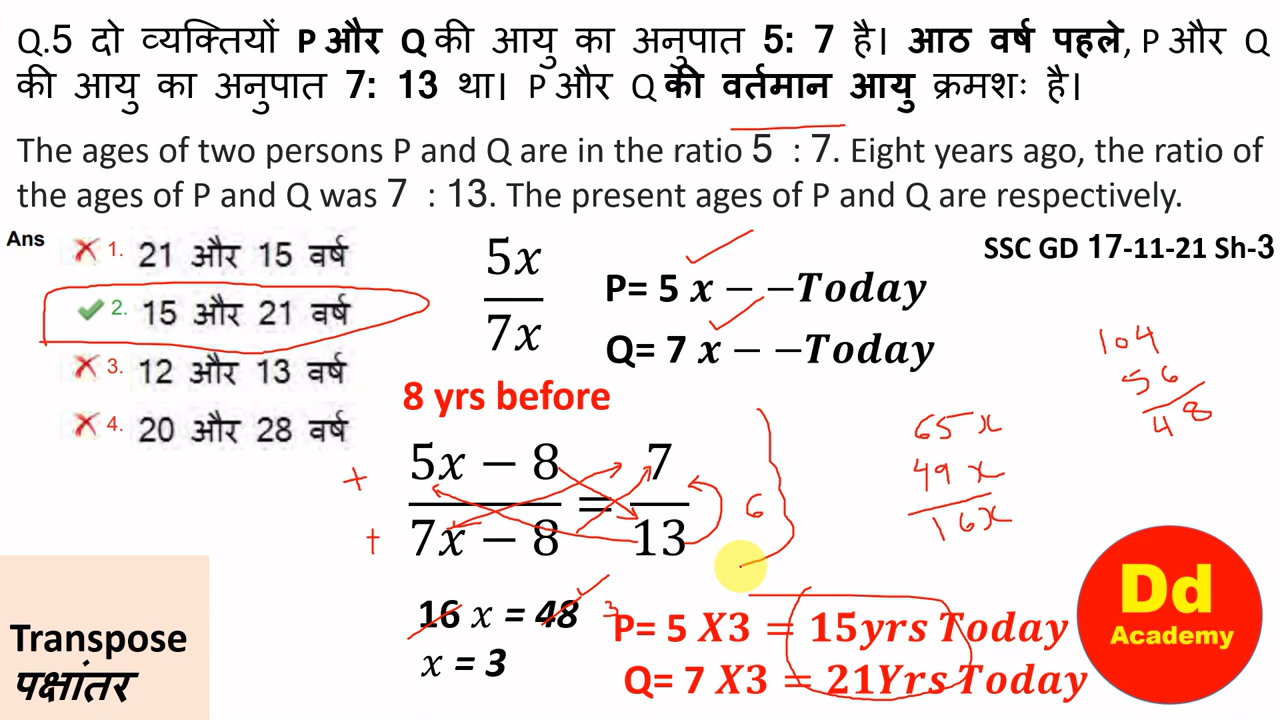 Q.5 दो व्यक्तियों P और Q की आयु का अनुपात 5: 7 है। आठ वर्ष पहले, P और Q
की आयु का अनुपात 7: 13 था। P और Q की वर्तमान आयु क्रमशः है।
The ages of two persons P and Q are in the ratio 5 : 7. Eight years ago, the ratio of
the ages of P and Q was 7 : 13. The present ages of P and Q are respectively.
Ans
1. 21 और 15 वर्ष
2. 15 और 21 वर्ष
3. 12 और 13 वर्ष
4. 20 और 28 वर्ष
5x
7x
SSC GD 17-11-21 Sh-3
P= 5 x − −Today
Q= 7 x − −Today
8 yrs before
5x − 8
7x − 8
=
7
13
+
+
6
65x
49x
16x
104
56
48
16 x = 48
3
x = 3
P= 5 X3 = 15yrs Today
Q= 7 X3 = 21Yrs Today
Transpose
पक्षांतर
Dd
Academy